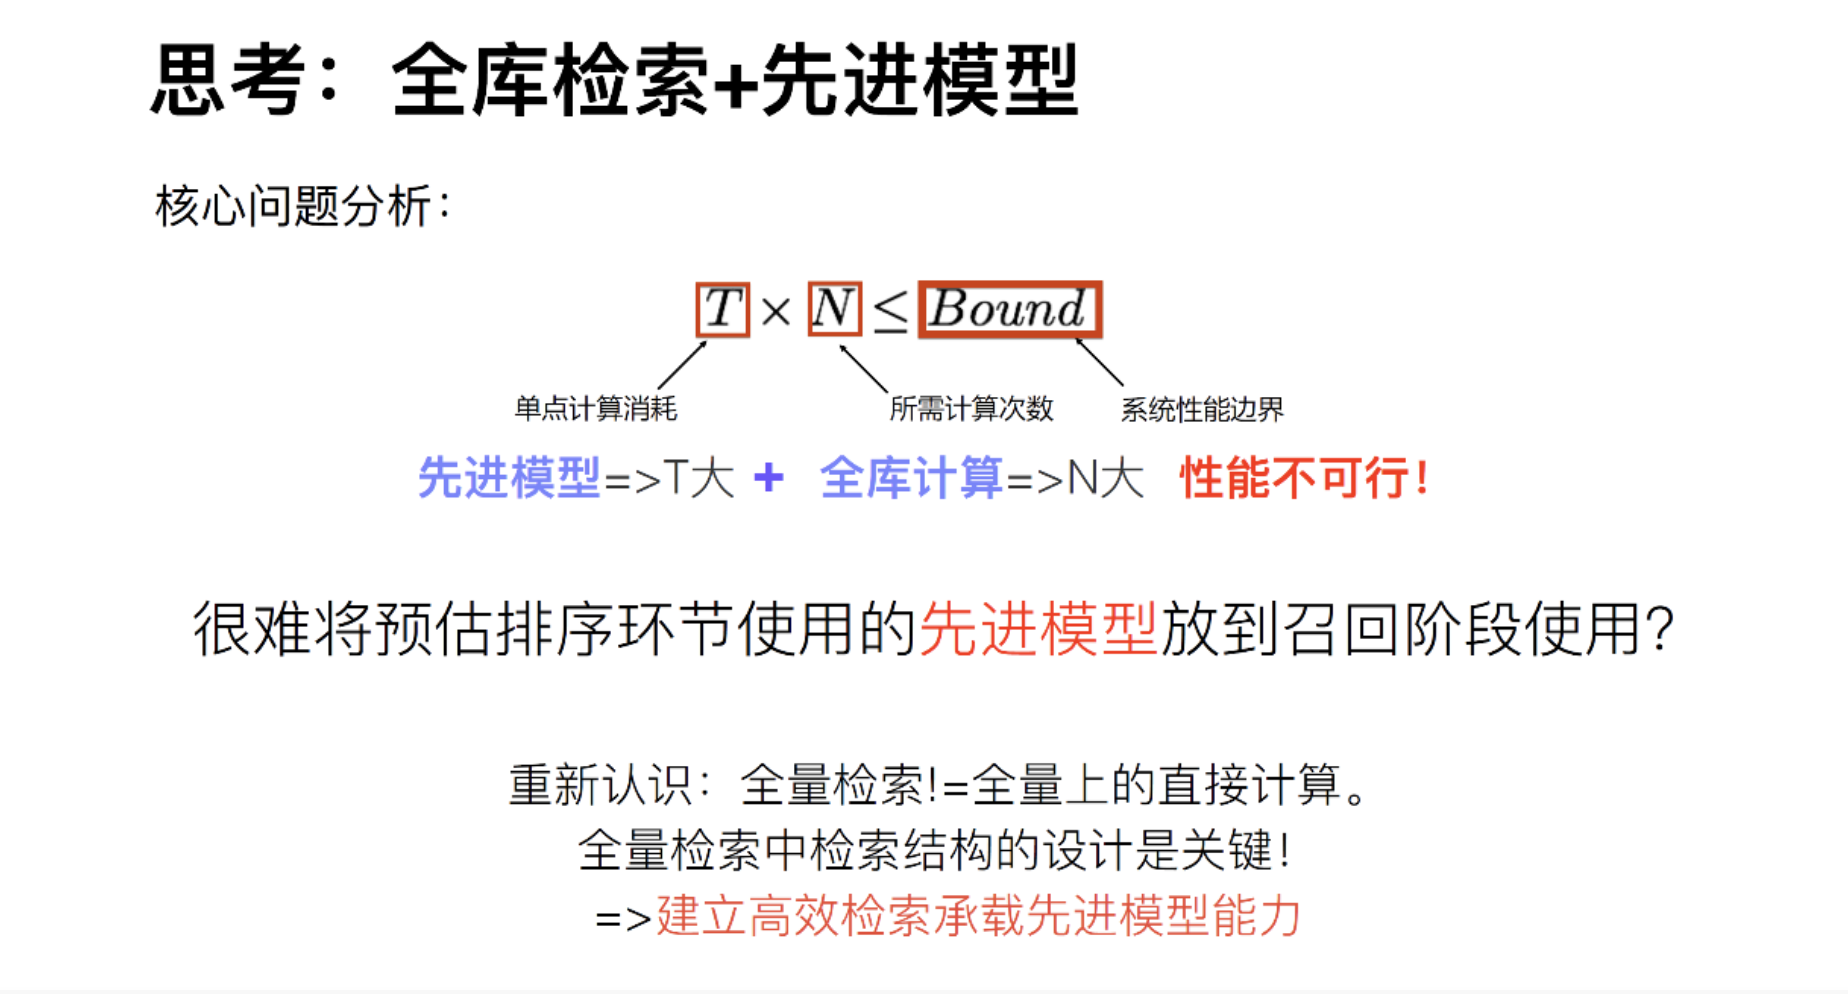 思考：全库检索+先进模型
核心问题分析：
T × N ≤ Bound
单点计算消耗 所需计算次数 系统性能边界
先进模型=>T大 + 全库计算=>N大 性能不可行！
很难将预估排序环节使用的先进模型放到召回阶段使用？
重新认识：全量检索!=全量上的直接计算。
全量检索中检索结构的设计是关键！
=>建立高效检索承载先进模型能力